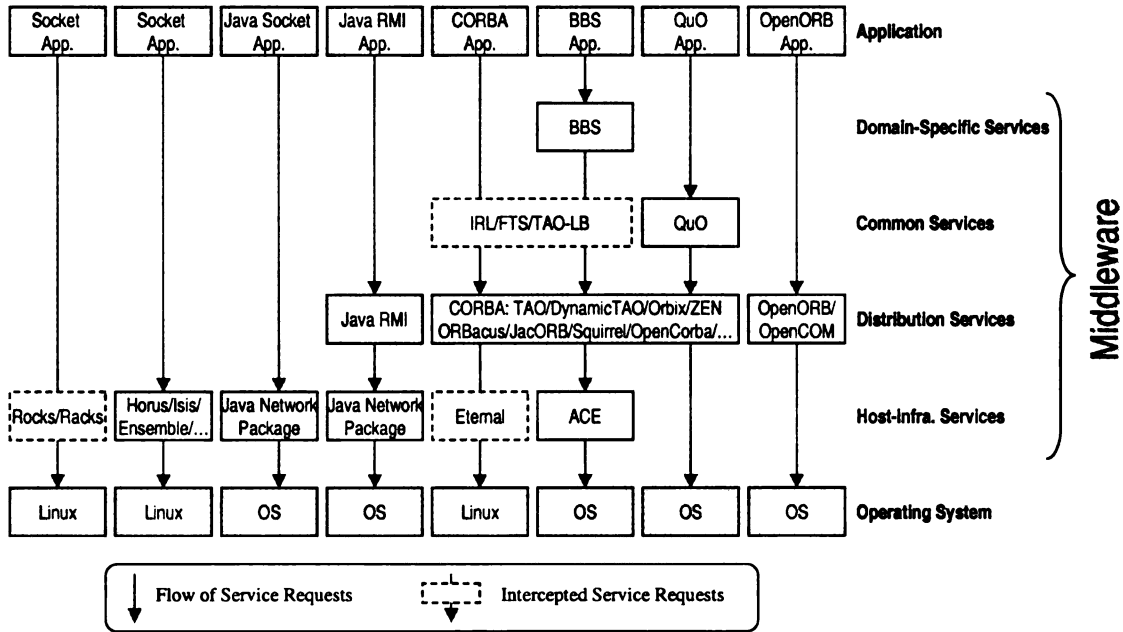 Socket App.
Socket App.
Java Socket App.
Java RMI App.
CORBA App.
BBS App.
QuO App.
OpenORB App.
Application
BBS
Domain-Specific Services
IRL/FTS/TAO-LB
QuO
Common Services
Java RMI
CORBA: TAO/DynamicTAO/Orbix/ZEN
ORBacus/JacORB/Squirrel/OpenCorba/...
OpenORB/
OpenCOM
Distribution Services
Rocks/Racks
Horus/Isis/
Ensemble/...
Java Network
Package
Java Network
Package
Eternal
ACE
Host-Infra. Services
Linux
Linux
OS
OS
Linux
OS
OS
OS
Operating System
Middleware
Flow of Service Requests
Intercepted Service Requests